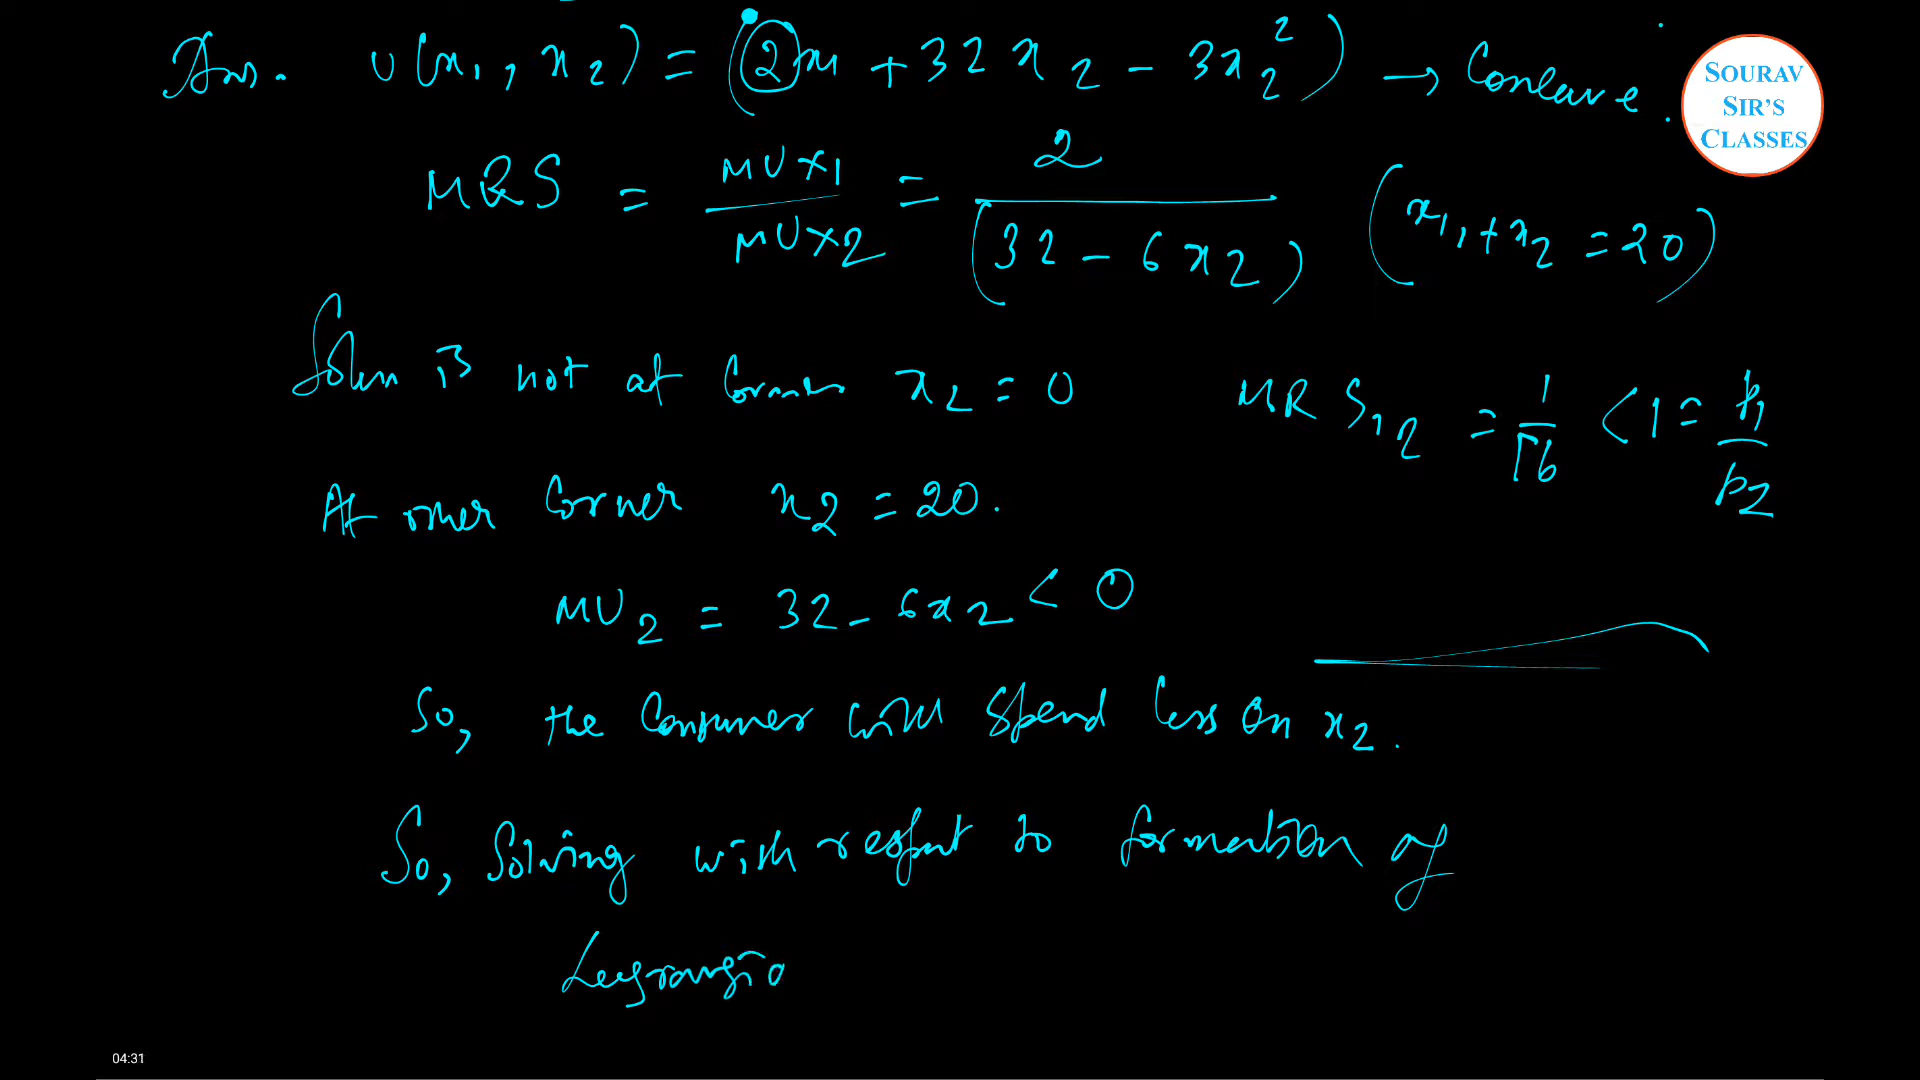 Ans. U(x1, x2) = (2x1 + 32x2 - 3x2²) → Concave.
SOURAV
SIR'S
CLASSES
MRS = MUX1 / MUX2 = 2 / (32 - 6x2) (x1 + x2 = 20)
Soln is not at corner x2 = 0 MRS12 = 1/16 < 1 = p1/p2
At other corner x2 = 20.
MU2 = 32 - 6x2 < 0
So, the consumer will spend less on x2.
So, solving with respect to formation of
Legrangia
04:31